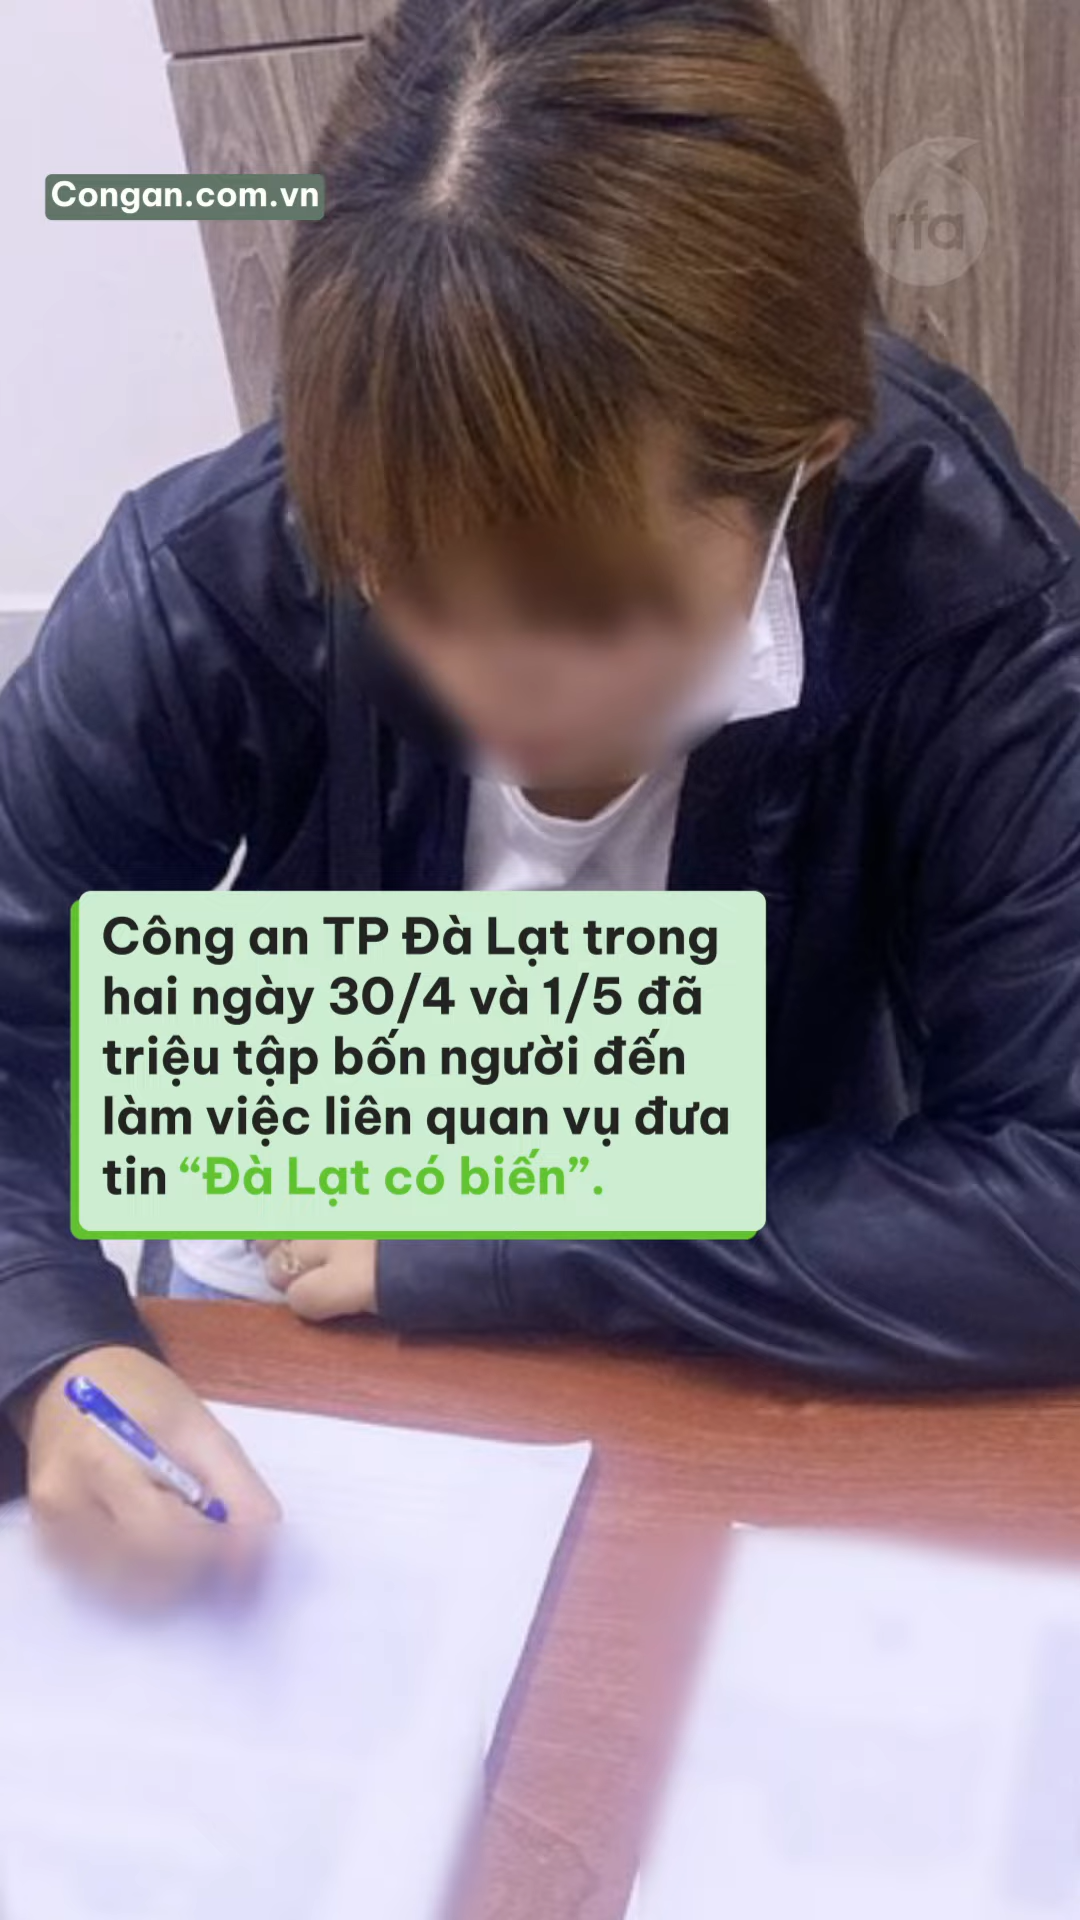 Congan.com.vn
rfa
Công an TP Đà Lạt trong
hai ngày 30/4 và 1/5 đã
triệu tập bốn người đến
làm việc liên quan vụ đưa
tin “Đà Lạt có biến”.